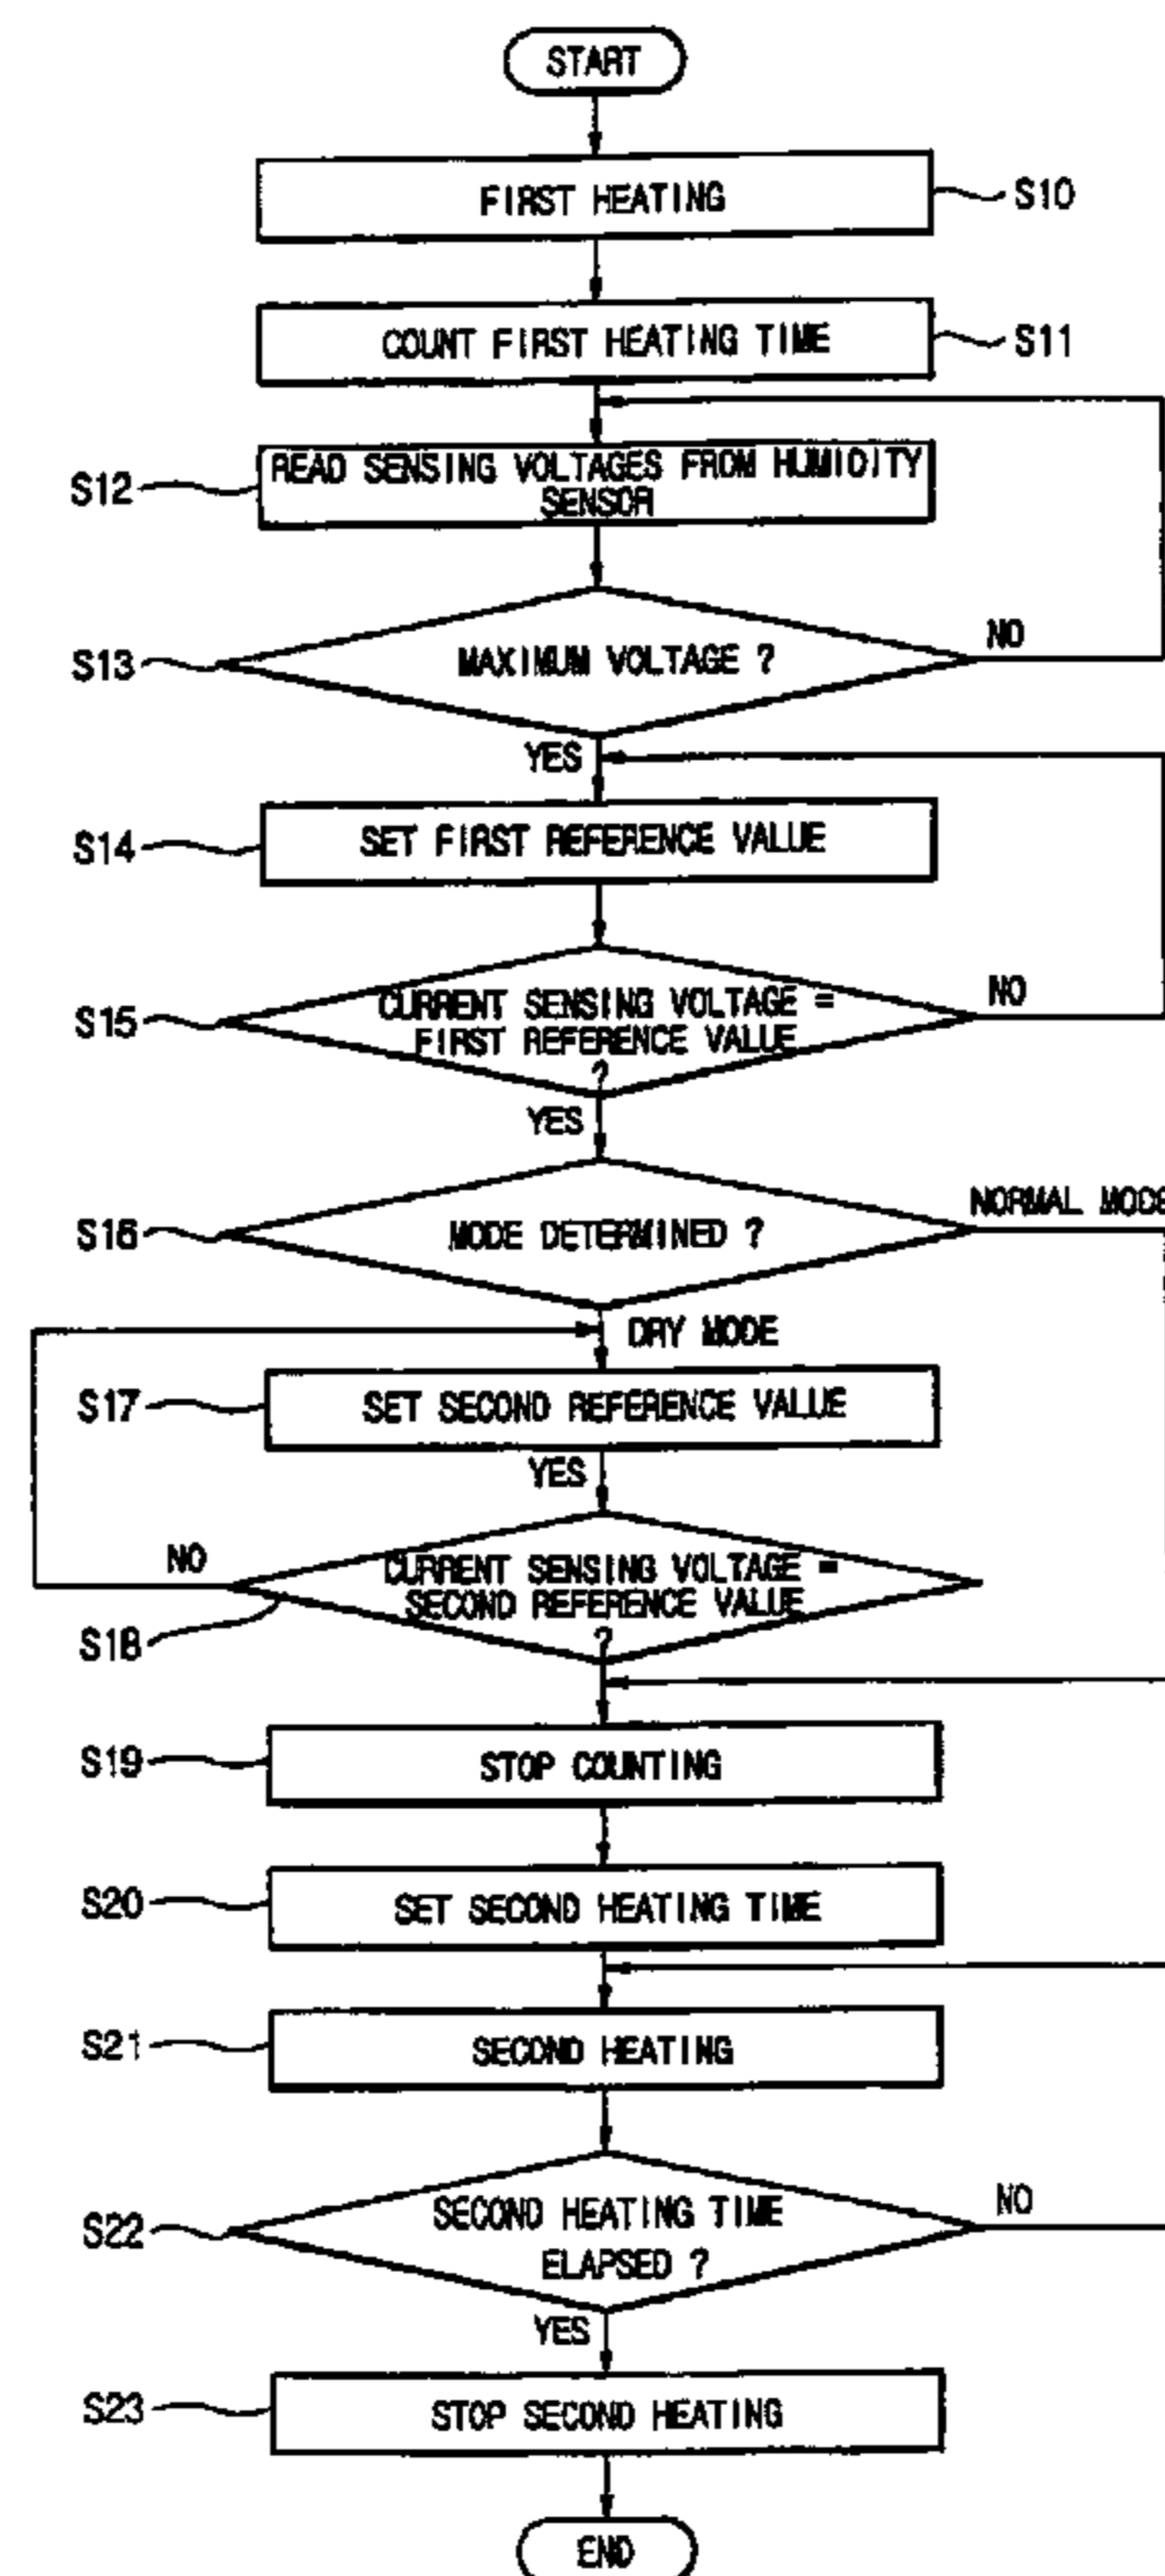 START
FIRST HEATING
S10
COUNT FIRST HEATING TIME
S11
S12
READ SENSING VOLTAGES FROM HUMIDITY
SENSOR
S13
MAXIMUM VOLTAGE ?
NO
YES
S14
SET FIRST REFERENCE VALUE
S15
CURRENT SENSING VOLTAGE =
FIRST REFERENCE VALUE
?
NO
YES
S16
MODE DETERMINED ?
NORMAL MODE
DRY MODE
S17
SET SECOND REFERENCE VALUE
YES
NO
S18
CURRENT SENSING VOLTAGE =
SECOND REFERENCE VALUE
?
S19
STOP COUNTING
S20
SET SECOND HEATING TIME
S21
SECOND HEATING
S22
SECOND HEATING TIME
ELAPSED ?
NO
YES
S23
STOP SECOND HEATING
END